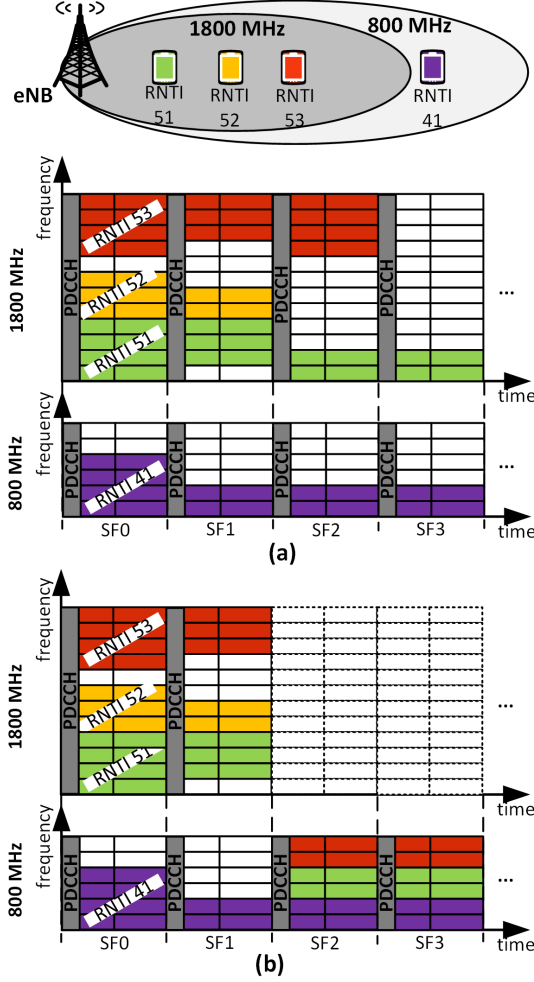 1800 MHz
800 MHz
eNB
RNTI
51
RNTI
52
RNTI
53
RNTI
41
frequency
1800 MHz
PDCCH
RNTI 53
RNTI 52
RNTI 51
PDCCH
PDCCH
PDCCH
...
time
frequency
800 MHz
PDCCH
RNTI 41
PDCCH
PDCCH
PDCCH
...
SF0
SF1
SF2
SF3
time
(a)
frequency
1800 MHz
PDCCH
RNTI 53
RNTI 52
RNTI 51
PDCCH
...
time
frequency
800 MHz
PDCCH
RNTI 41
PDCCH
PDCCH
PDCCH
...
SF0
SF1
SF2
SF3
time
(b)